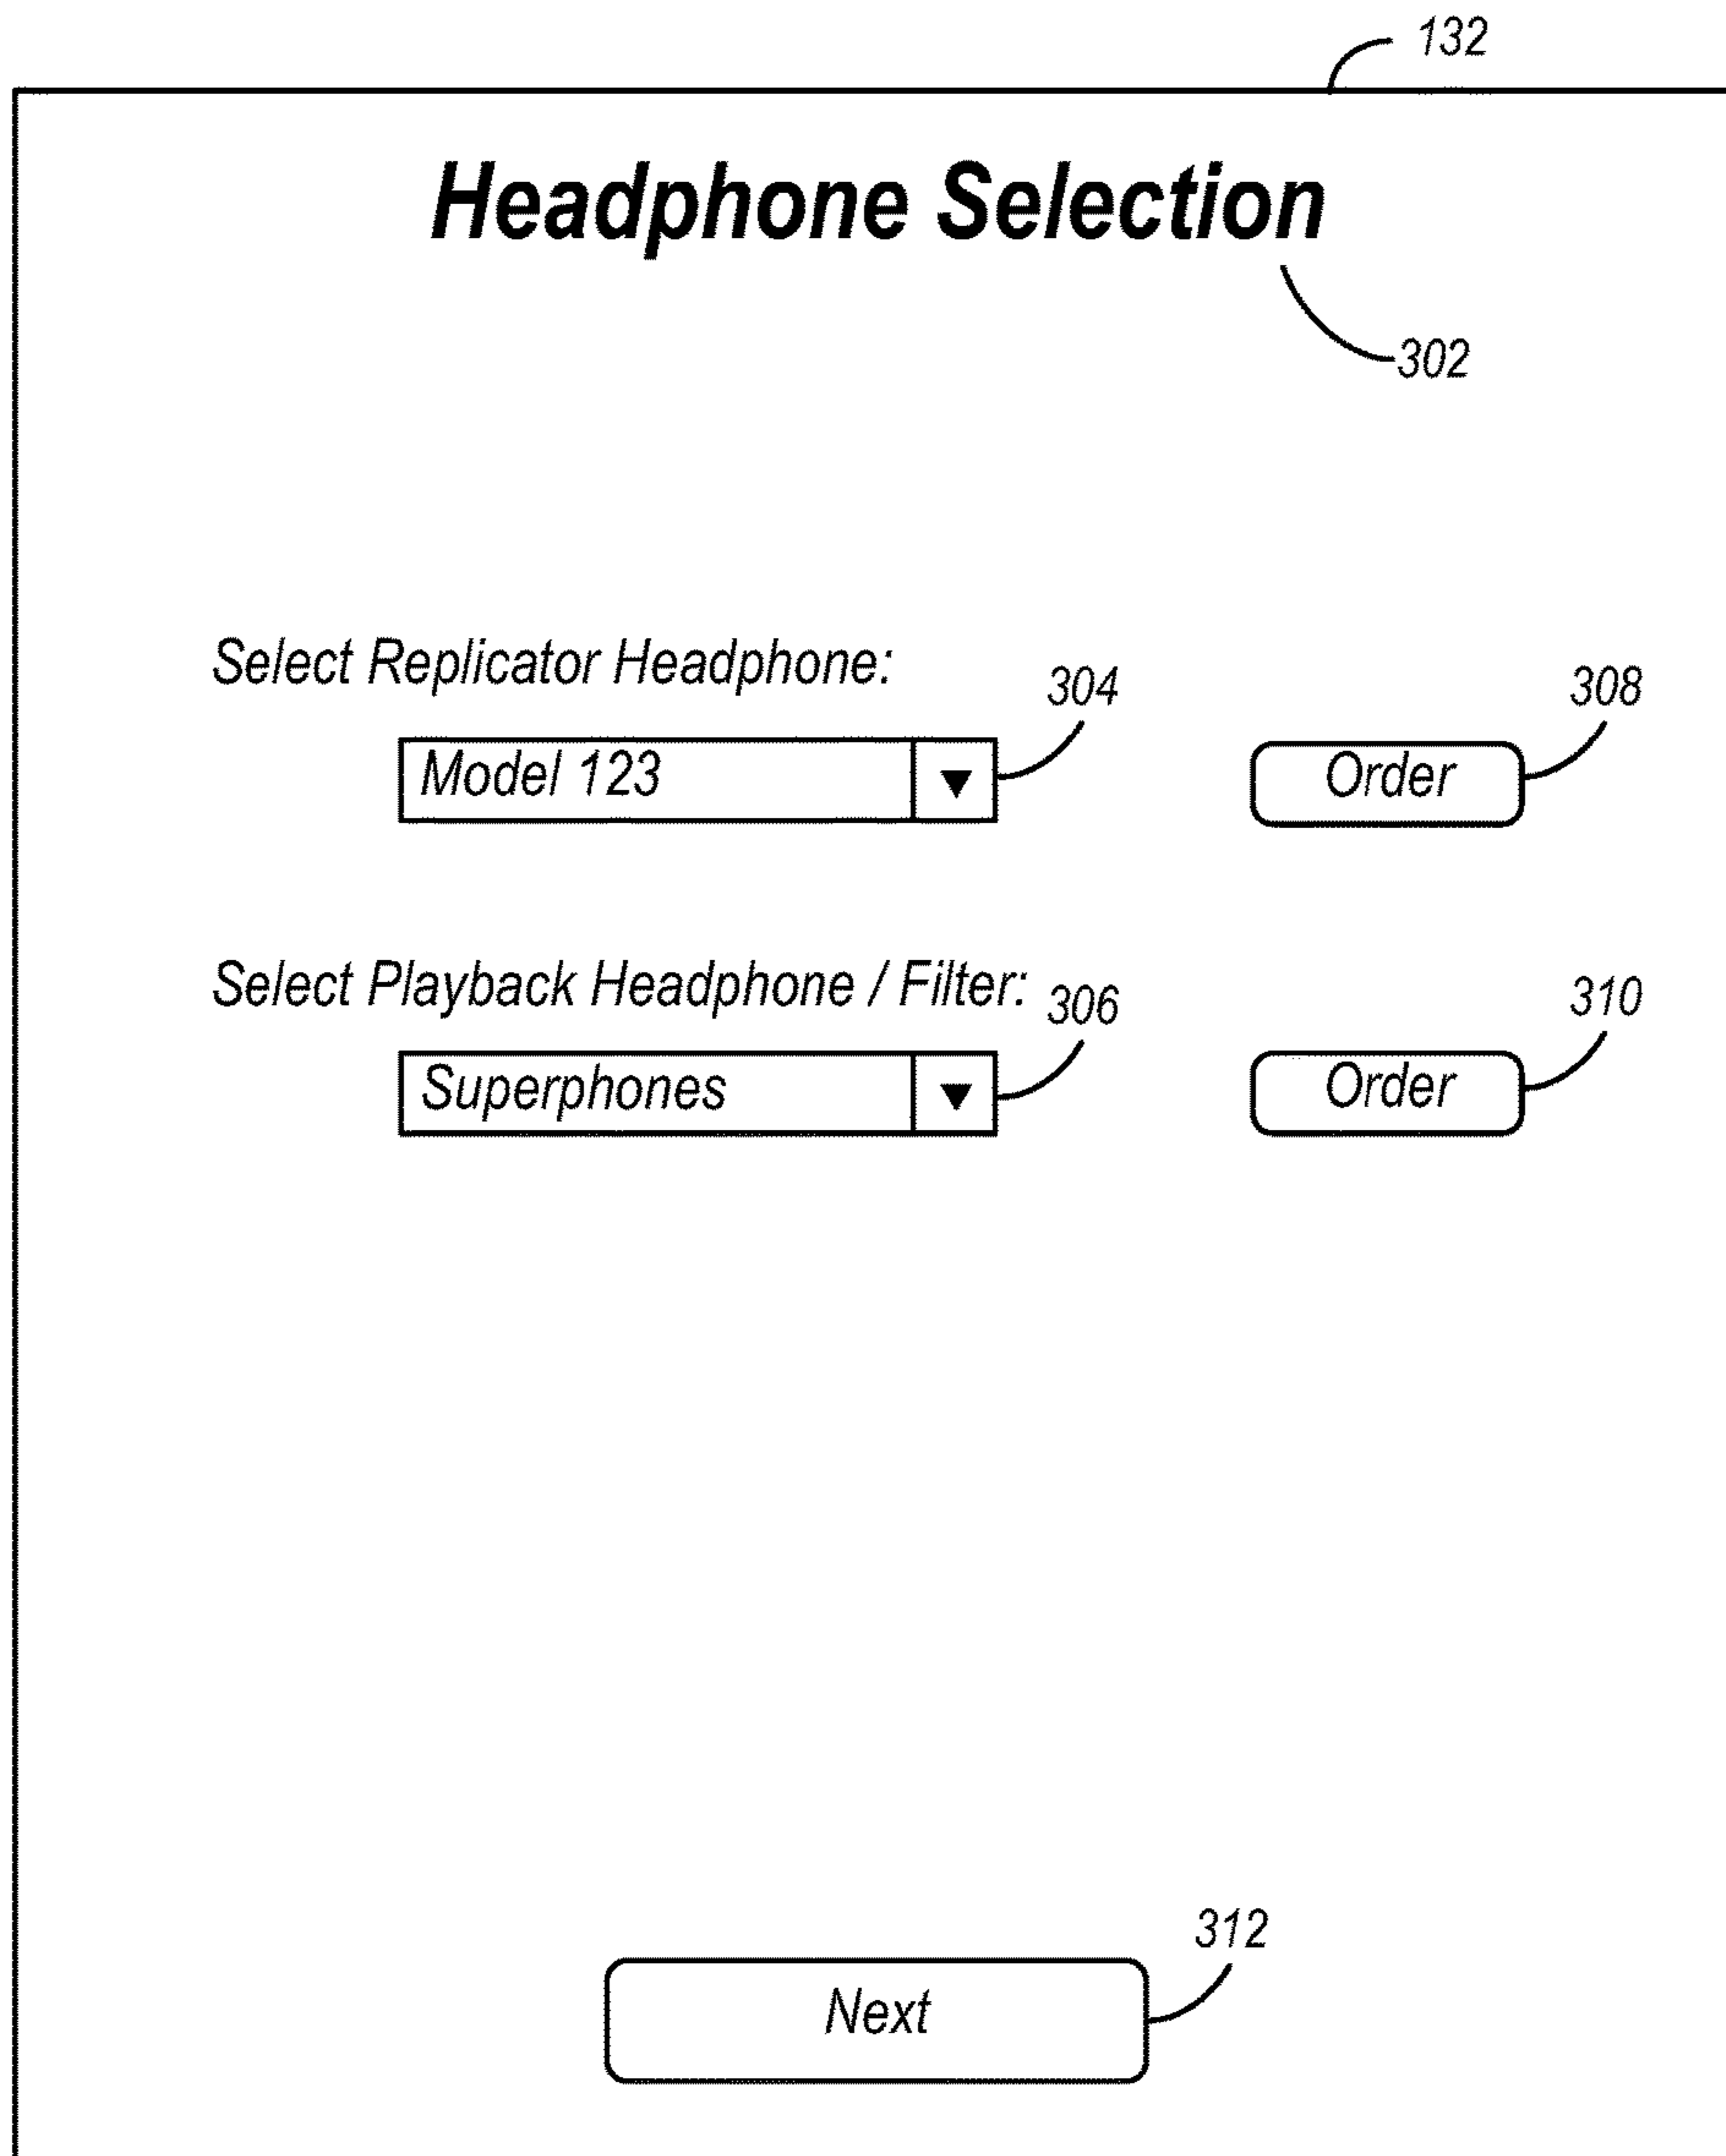 132
Headphone Selection
302
Select Replicator Headphone:
304
308
Model 123
Order
Select Playback Headphone / Filter:
306
310
Superphones
Order
312
Next